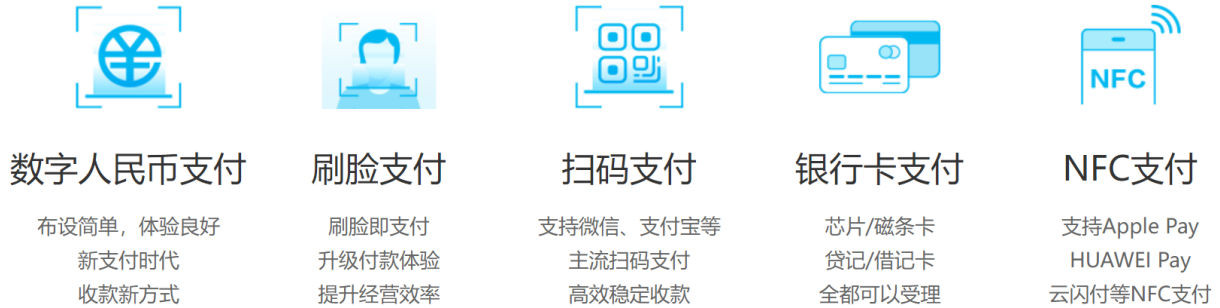 NFC
数字人民币支付
布设简单，体验良好
新支付时代
收款新方式
刷脸支付
刷脸即支付
升级付款体验
提升经营效率
扫码支付
支持微信、支付宝等
主流扫码支付
高效稳定收款
银行卡支付
芯片/磁条卡
贷记/借记卡
全都可以受理
NFC支付
支持Apple Pay
HUAWEI Pay
云闪付等NFC支付